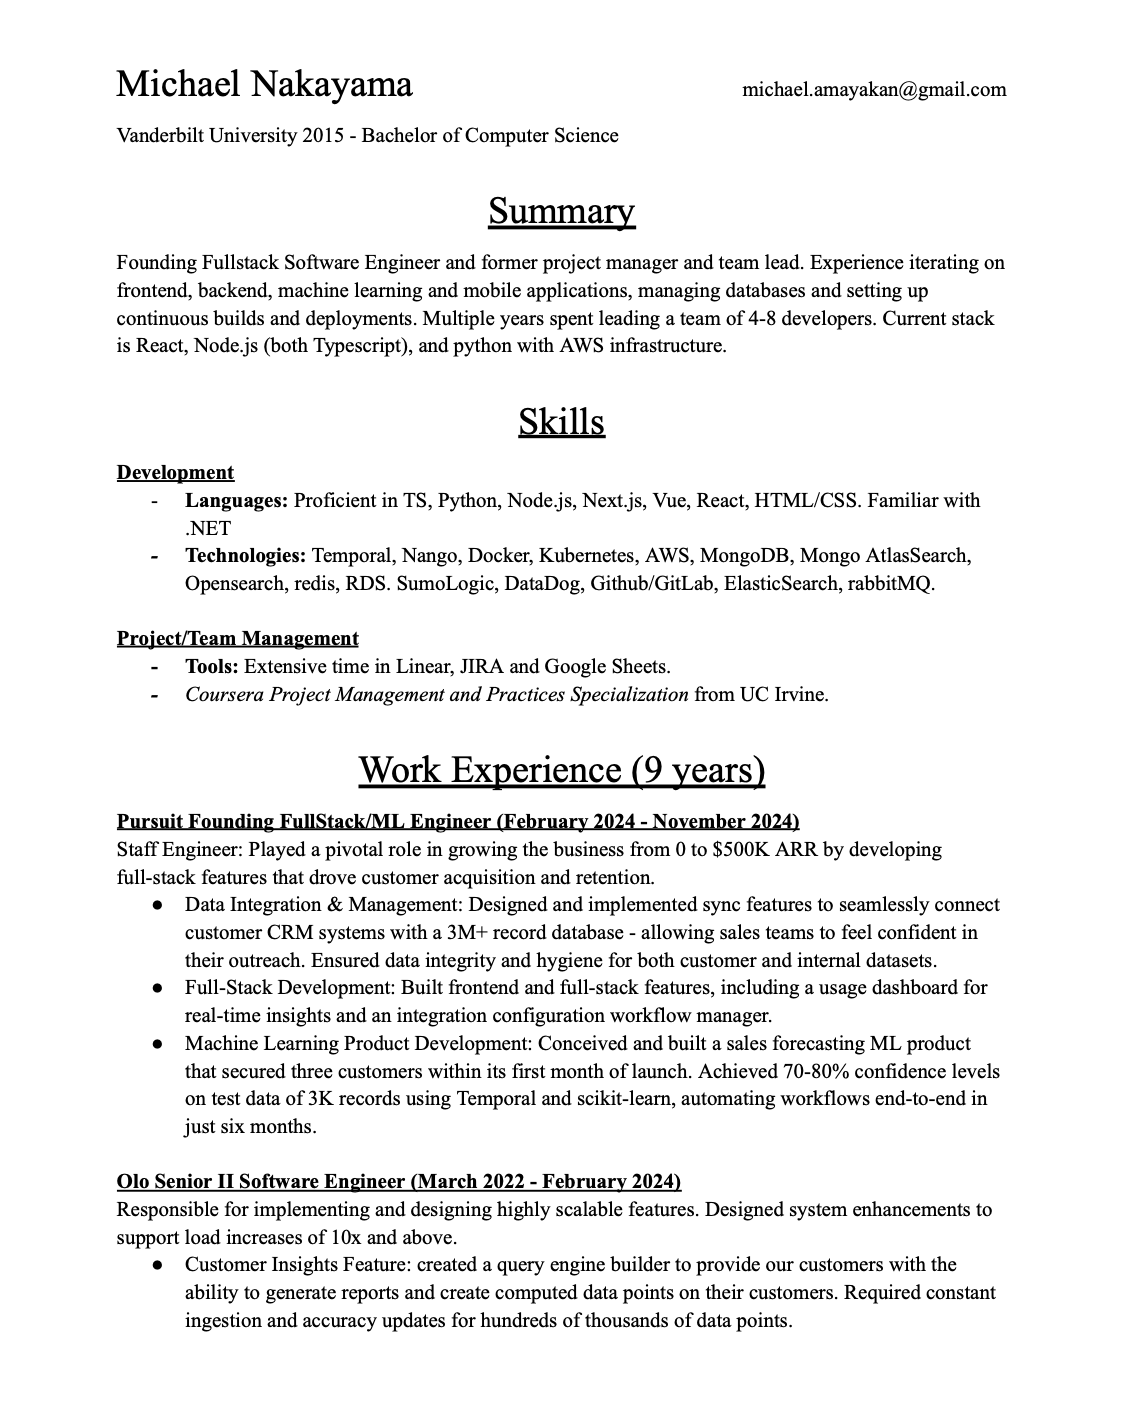 Michael Nakayama michael.amayakan@gmail.com
Vanderbilt University 2015 - Bachelor of Computer Science
Summary
Founding Fullstack Software Engineer and former project manager and team lead. Experience iterating on
frontend, backend, machine learning and mobile applications, managing databases and setting up
continuous builds and deployments. Multiple years spent leading a team of 4-8 developers. Current stack
is React, Node.js (both Typescript), and python with AWS infrastructure.
Skills
Development
- Languages: Proficient in TS, Python, Node.js, Next.js, Vue, React, HTML/CSS. Familiar with
.NET
- Technologies: Temporal, Nango, Docker, Kubernetes, AWS, MongoDB, Mongo AtlasSearch,
Opensearch, redis, RDS. SumoLogic, DataDog, Github/GitLab, ElasticSearch, rabbitMQ.
Project/Team Management
- Tools: Extensive time in Linear, JIRA and Google Sheets.
- Coursera Project Management and Practices Specialization from UC Irvine.
Work Experience (9 years)
Pursuit Founding FullStack/ML Engineer (February 2024 - November 2024)
Staff Engineer: Played a pivotal role in growing the business from 0 to $500K ARR by developing
full-stack features that drove customer acquisition and retention.
● Data Integration & Management: Designed and implemented sync features to seamlessly connect
customer CRM systems with a 3M+ record database - allowing sales teams to feel confident in
their outreach. Ensured data integrity and hygiene for both customer and internal datasets.
● Full-Stack Development: Built frontend and full-stack features, including a usage dashboard for
real-time insights and an integration configuration workflow manager.
● Machine Learning Product Development: Conceived and built a sales forecasting ML product
that secured three customers within its first month of launch. Achieved 70-80% confidence levels
on test data of 3K records using Temporal and scikit-learn, automating workflows end-to-end in
just six months.
Olo Senior II Software Engineer (March 2022 - February 2024)
Responsible for implementing and designing highly scalable features. Designed system enhancements to
support load increases of 10x and above.
● Customer Insights Feature: created a query engine builder to provide our customers with the
ability to generate reports and create computed data points on their customers. Required constant
ingestion and accuracy updates for hundreds of thousands of data points.